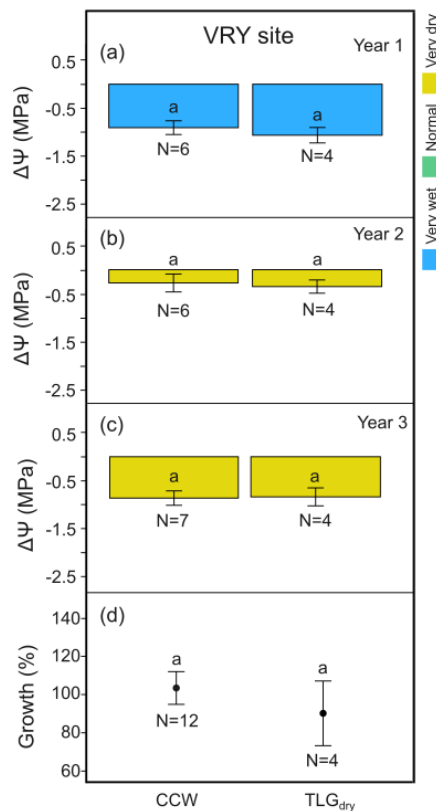 VRY site
(a)
Year 1
0.5
-0.5
-1.5
-2.5
ΔΨ (MPa)
a
a
N=6
N=4
(b)
Year 2
0.5
-0.5
-1.5
-2.5
ΔΨ (MPa)
a
a
N=6
N=4
(c)
Year 3
0.5
-0.5
-1.5
-2.5
ΔΨ (MPa)
a
a
N=7
N=4
(d)
140
120
100
80
60
Growth (%)
a
a
N=12
N=4
CCW
TLGdry
Very dry
Normal
Very wet